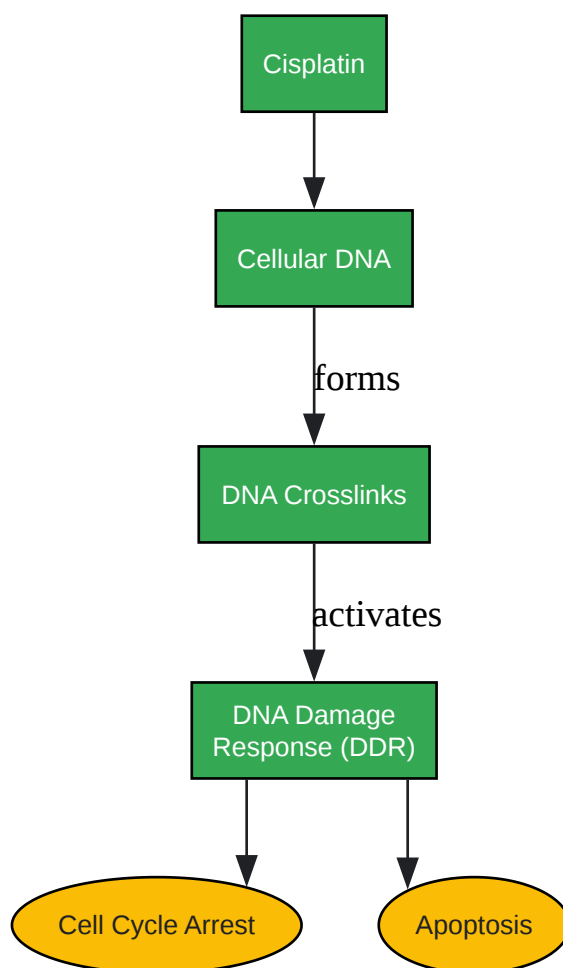 Cisplatin
Cellular DNA
forms
DNA Crosslinks
activates
DNA Damage
Response (DDR)
Cell Cycle Arrest
Apoptosis